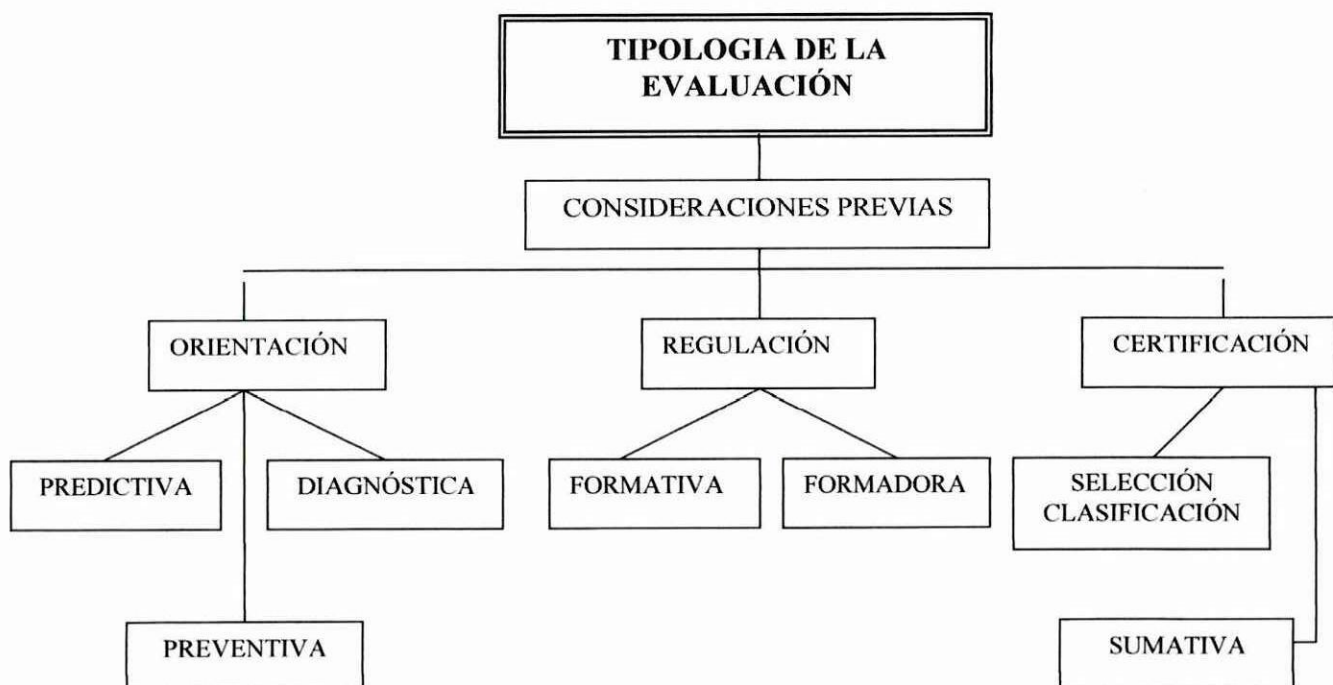 TIPOLOGIA DE LA
EVALUACIÓN
CONSIDERACIONES PREVIAS
ORIENTACIÓN
REGULACIÓN
CERTIFICACIÓN
PREDICTIVA
DIAGNÓSTICA
FORMATIVA
FORMADORA
SELECCIÓN
CLASIFICACIÓN
PREVENTIVA
SUMATIVA